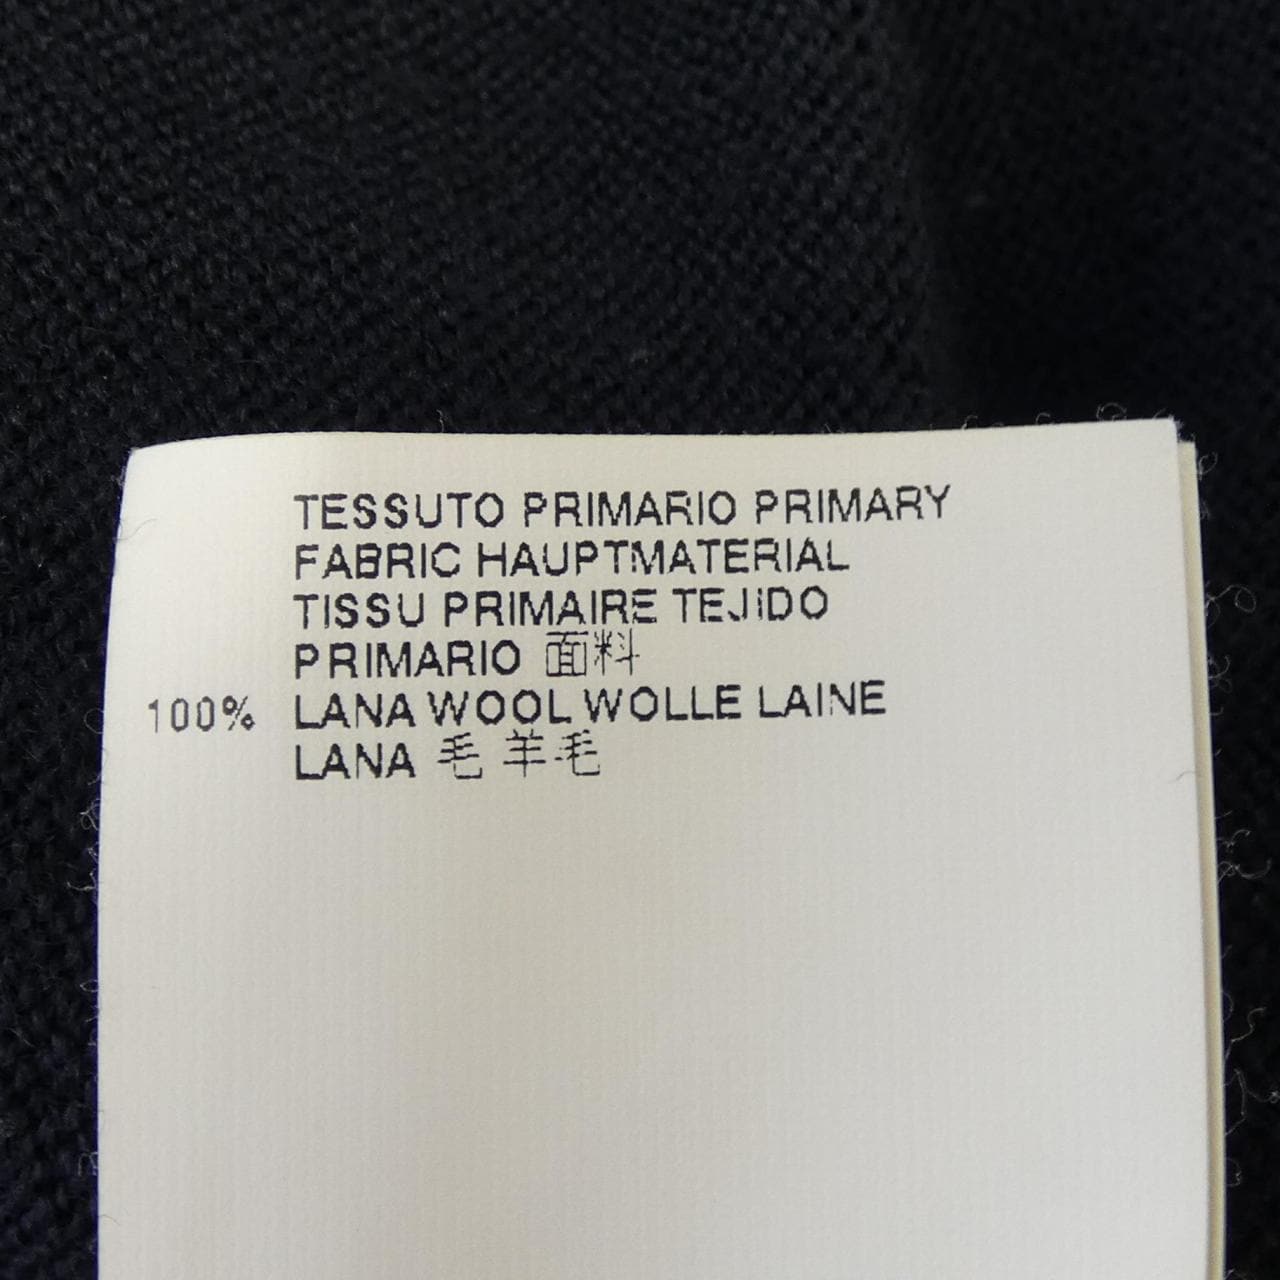 TESSUTO PRIMARIO PRIMARY
FABRIC HAUPTMATERIAL
TISSU PRIMAIRE TEJIDO
PRIMARIO 面料
100% LANA WOOL WOLLE LAINE
LANA 毛 羊毛